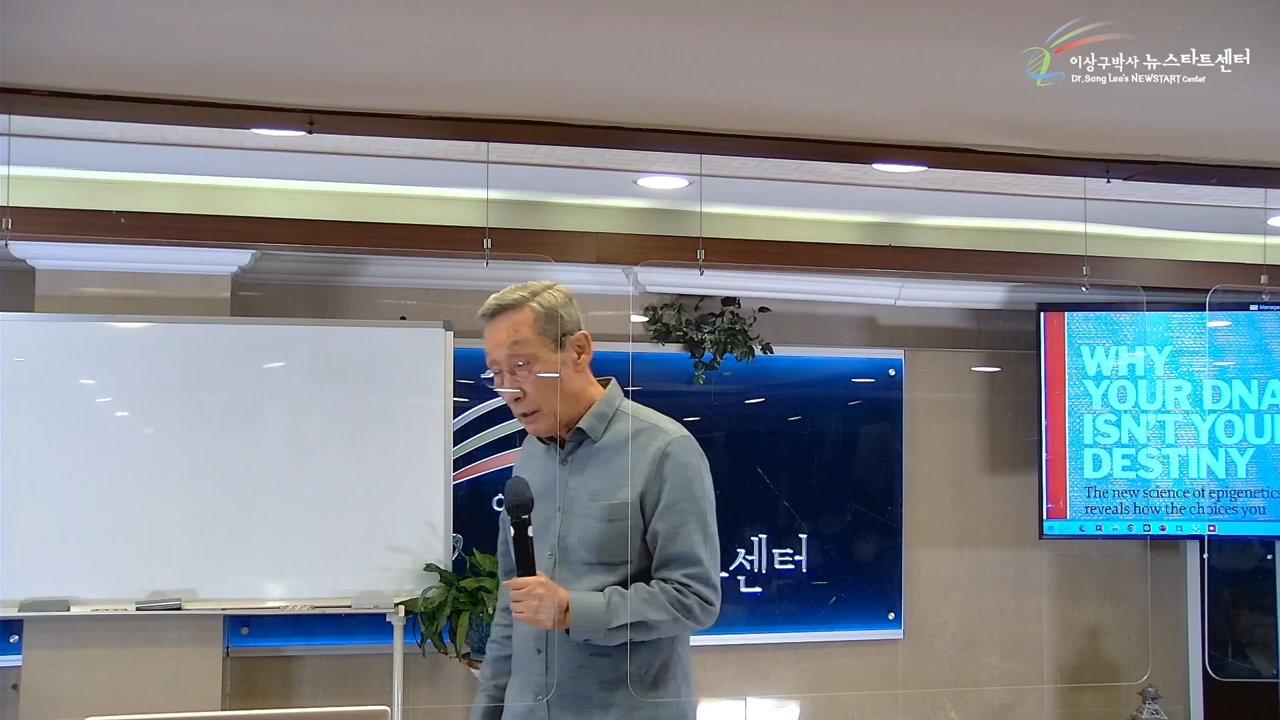 이상구박사 뉴스타트센터
Dr. Sang Lee's NEWSTART Center
WHY
YOUR DNA
ISN'T YOUR
DESTINY
The new science of epigenetics
reveals how the choices you
센터